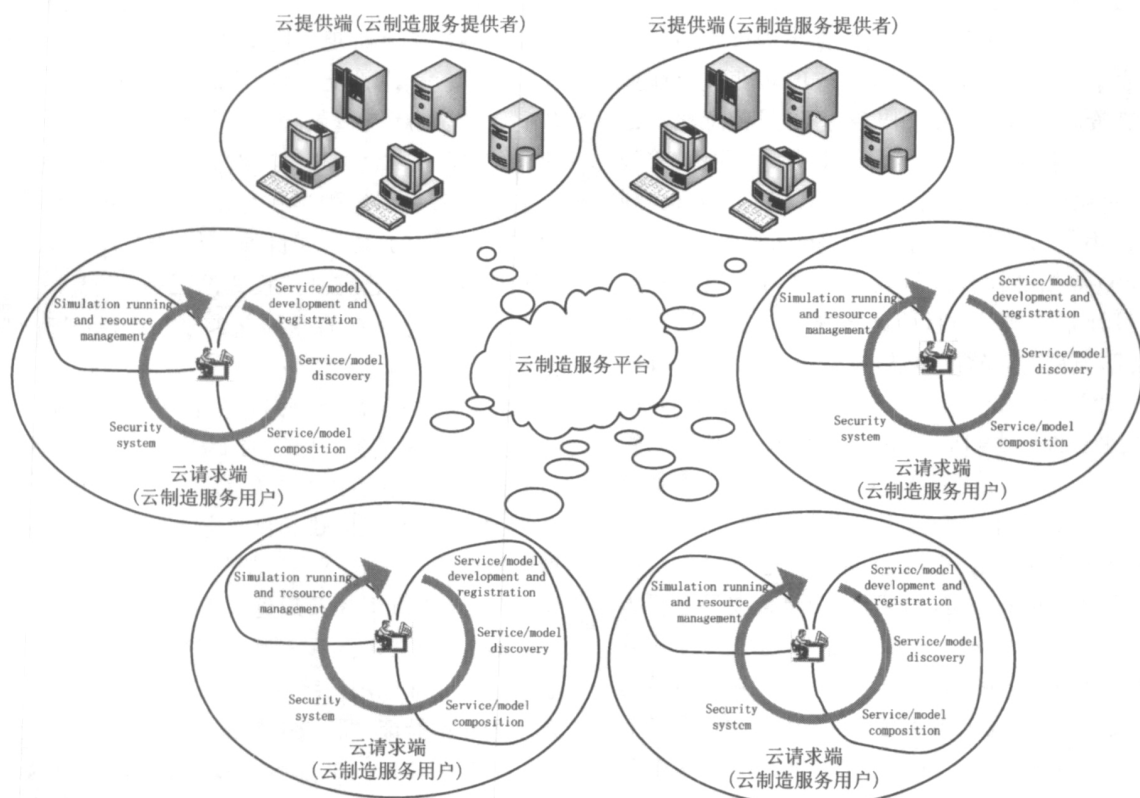 云提供端(云制造服务提供者)
云提供端(云制造服务提供者)
Simulation running
and resource
management
Service/model
development and
registration
Service/model
discovery
Service/model
composition
Security
system
云请求端
(云制造服务用户)
云制造服务平台
Simulation running
and resource
management
Service/model
development and
registration
Service/model
discovery
Service/model
composition
Security
system
云请求端
(云制造服务用户)
Simulation running
and resource
management
Service/model
development and
registration
Service/model
discovery
Service/model
composition
Security
system
云请求端
(云制造服务用户)
Simulation running
and resource
management
Service/model
development and
registration
Service/model
discovery
Service/model
composition
Security
system
云请求端
(云制造服务用户)